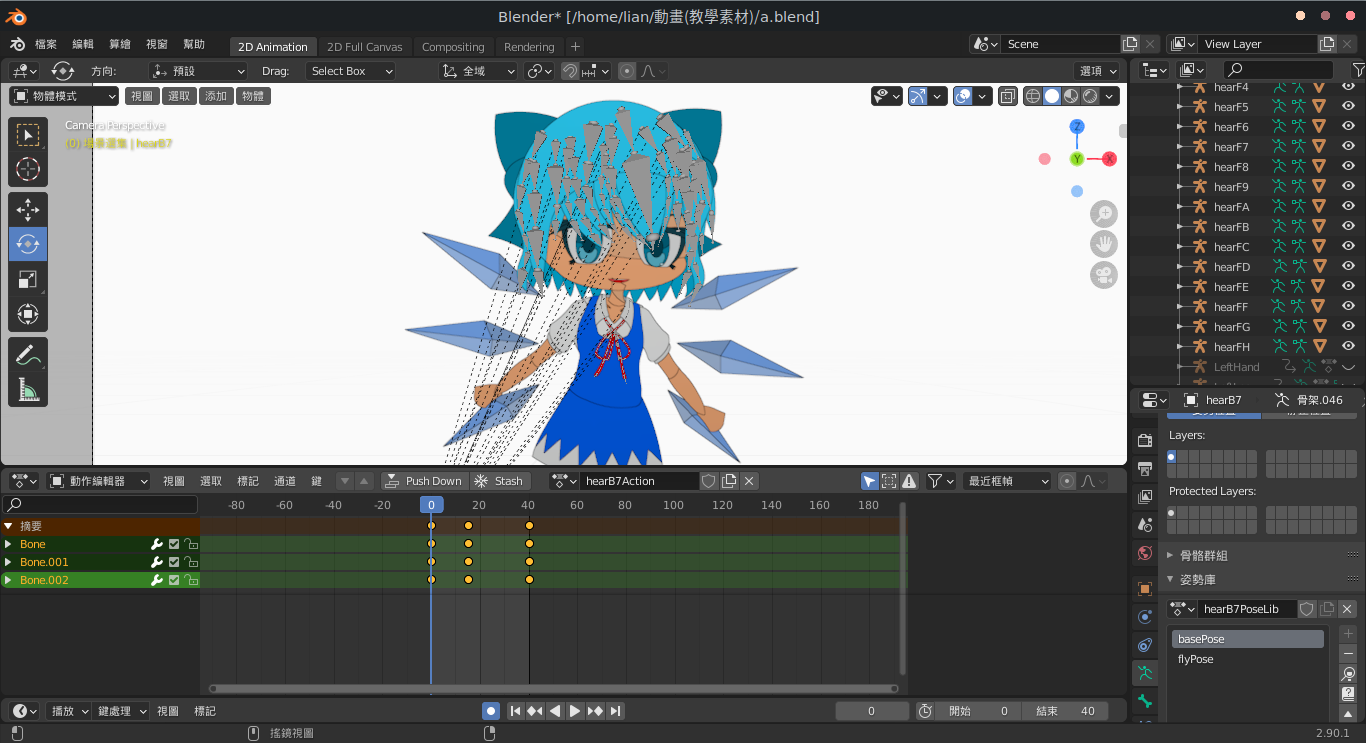 Blender* [/home/lian/動畫(教學素材)/a.blend]
檔案 編輯 算繪 視窗 幫助 2D Animation 2D Full Canvas Compositing Rendering + Scene View Layer
方向: 預設 Drag: Select Box 全域 選項
物體模式 視圖 選取 添加 物體
Camera Perspective
(0) 場景選集 | hearB7
Z
Y
X
hearF4
hearF5
hearF6
hearF7
hearF8
hearF9
hearFA
hearFB
hearFC
hearFD
hearFE
hearFF
hearFG
hearFH
LeftHand
hearB7 骨架.046
Layers:
Protected Layers:
骨骼群組
姿勢庫
hearB7PoseLib
basePose
flyPose
動作編輯器 視圖 選取 標記 通道 鍵 Push Down Stash hearB7Action 最近框幀
-80 -60 -40 -20 0 20 40 60 80 100 120 140 160 180
摘要
Bone
Bone.001
Bone.002
播放 鍵處理 視圖 標記 0 開始 0 結束 40
搖鏡視圖 2.90.1